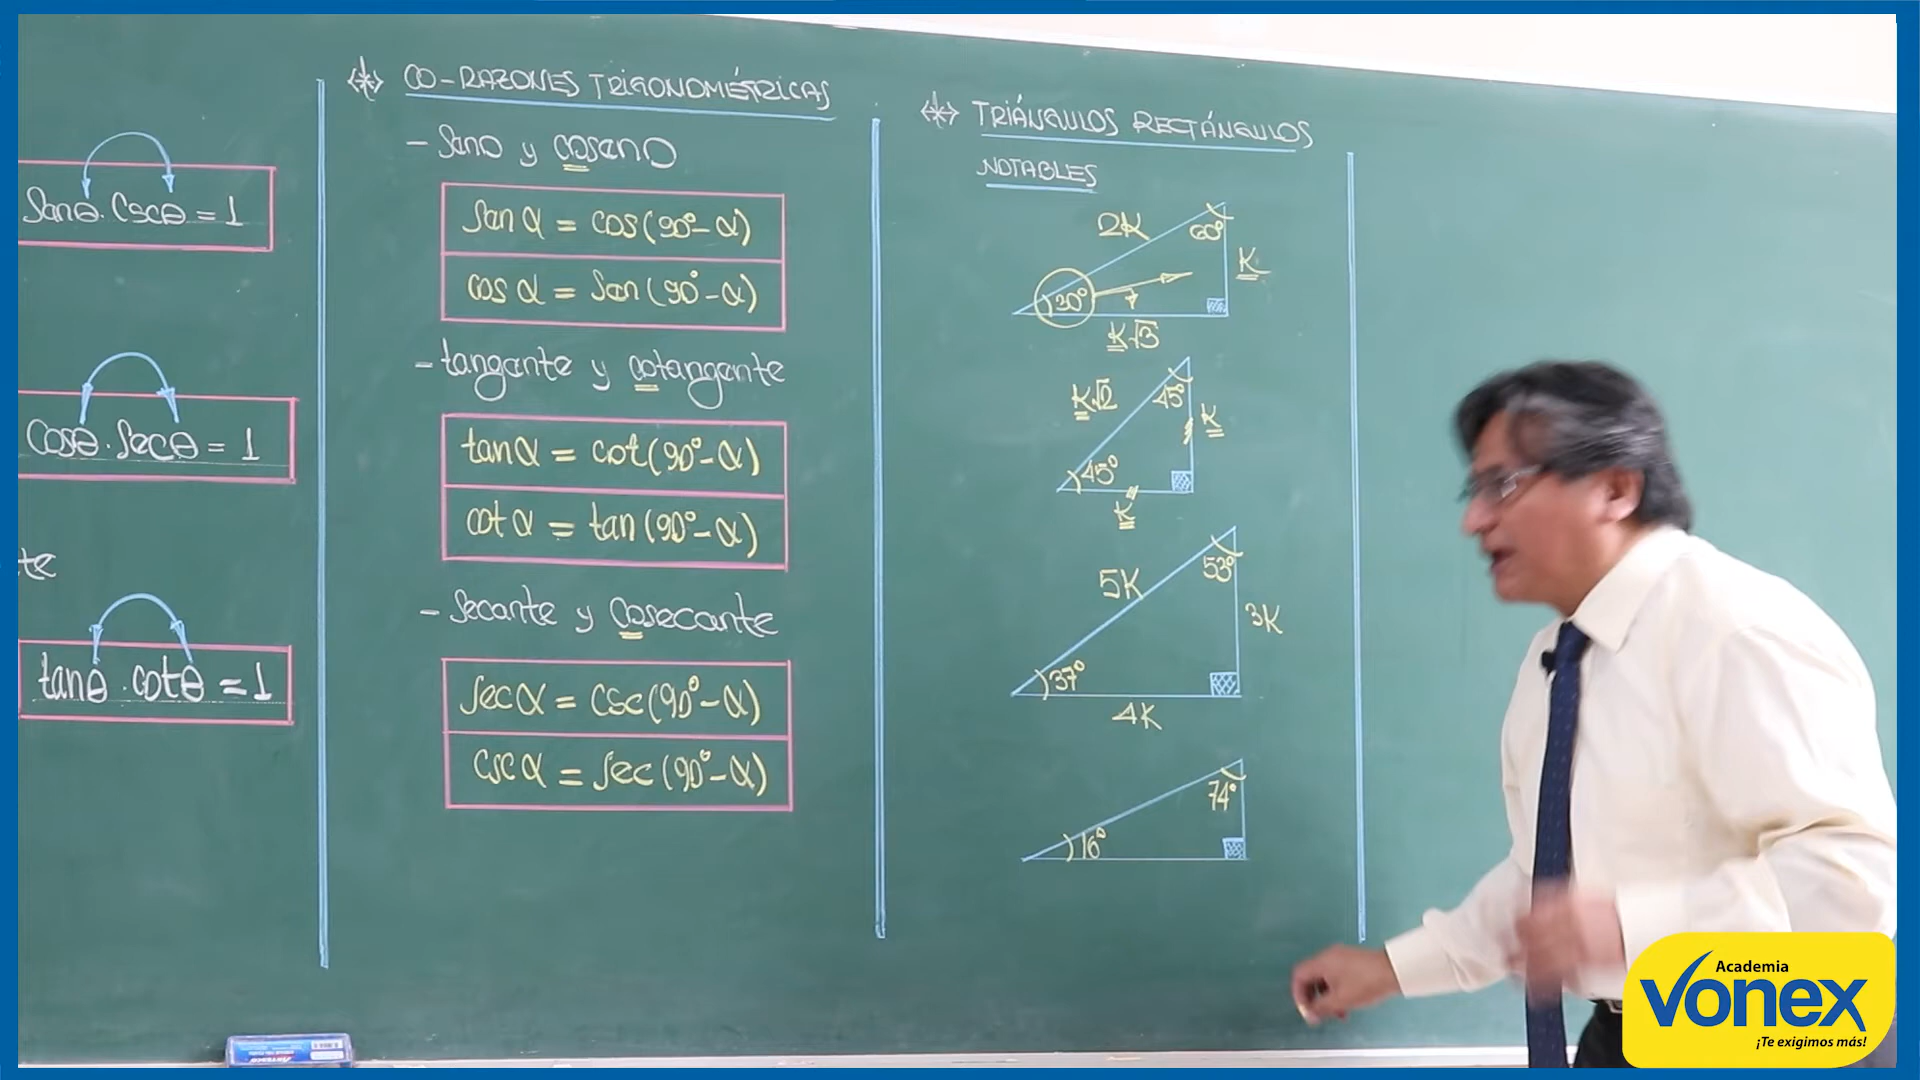 Senθ. Cscθ = 1
Cosθ. Secθ = 1
te
tanθ. cotθ = 1
<*> CO-RAZONES TRIGONOMÉTRICAS
- Seno y coseno
Sen α = cos(90°- α)
cos α = Sen(90°- α)
- tangente y cotangente
tan α = cot(90°- α)
cot α = tan(90°- α)
- Secante y cosecante
Sec α = Csc(90°- α)
Csc α = Sec(90°- α)
<*> TRIÁNGULOS RECTÁNGULOS
NOTABLES
2K
60°
K
30°
K√3
K√2
45°
K
45°
K
5K
53°
3K
37°
4K
74°
16°
Academia
Vonex
¡Te exigimos más!